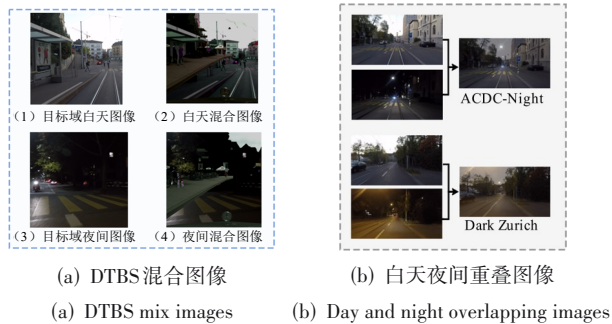 (1)目标域白天图像
(2)白天混合图像
(3)目标域夜间图像
(4)夜间混合图像
ACDC-Night
Dark Zurich
(a) DTBS混合图像
(a) DTBS mix images
(b) 白天夜间重叠图像
(b) Day and night overlapping images